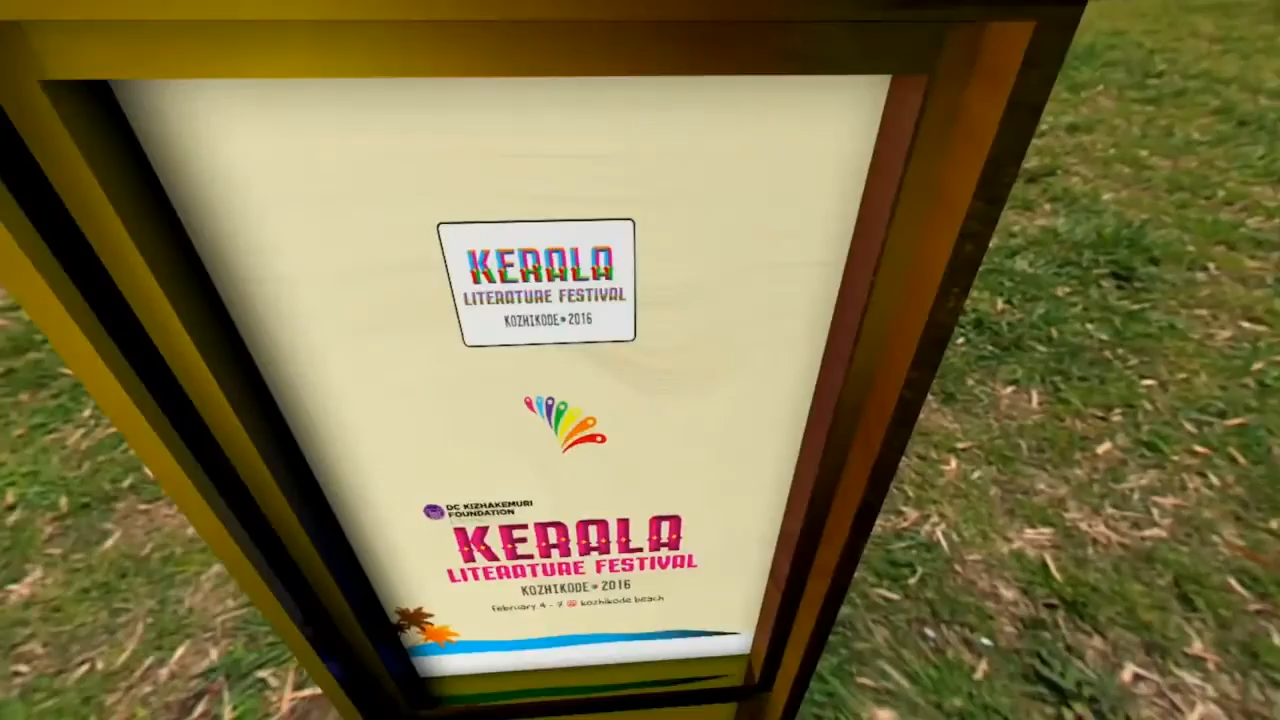 KERALA
LITERATURE FESTIVAL
KOZHIKODE 2016
DC KIZHAKEMURI
FOUNDATION
KERALA
LITERATURE FESTIVAL
KOZHIKODE 2016
february 4 - 7 @ kozhikode beach